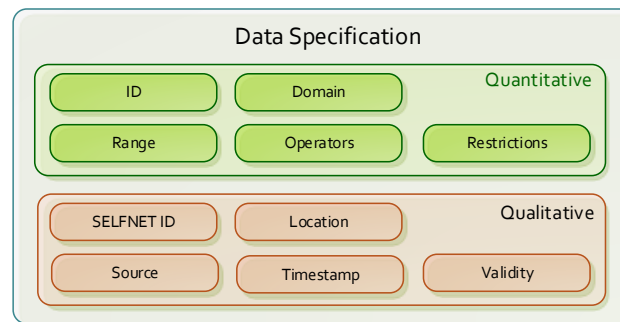 Data Specification
Quantitative
ID
Domain
Range
Operators
Restrictions
Qualitative
SELFNET ID
Location
Source
Timestamp
Validity